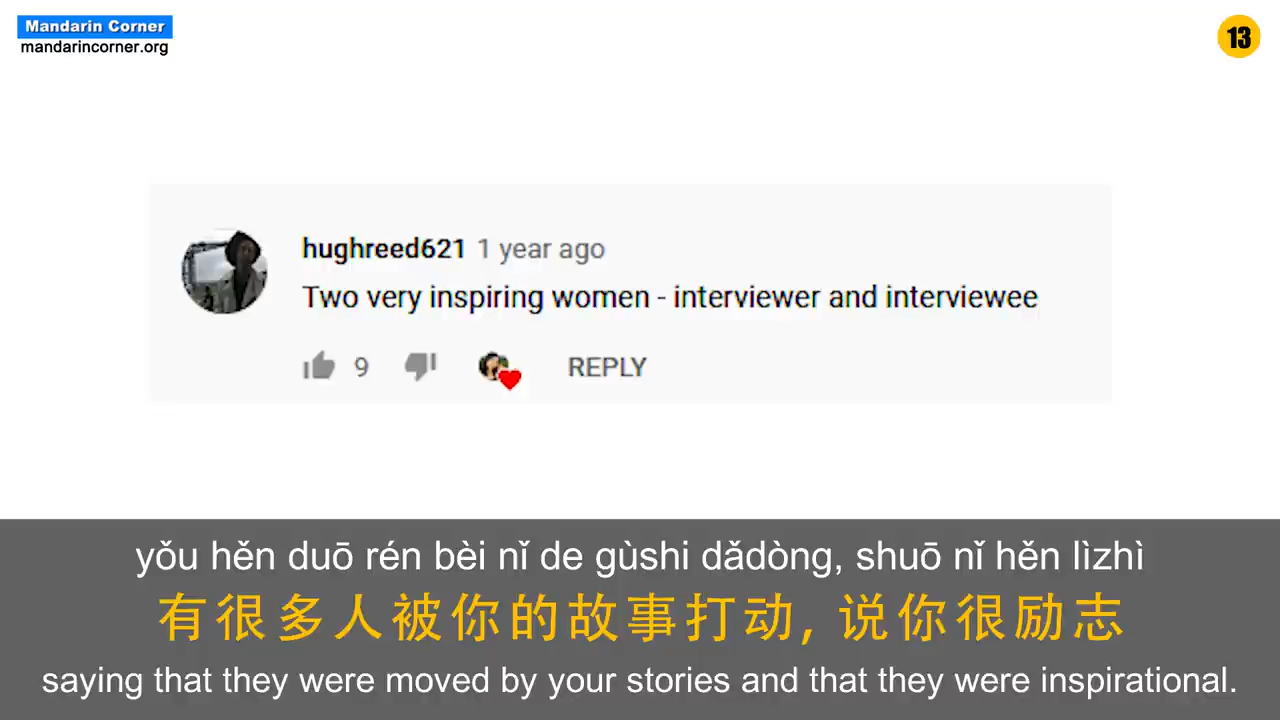 Mandarin Corner
mandarincorner.org
13
hughreed621 1 year ago
Two very inspiring women - interviewer and interviewee
9 REPLY
yǒu hěn duō rén bèi nǐ de gùshi dǎdòng, shuō nǐ hěn lìzhì
有很多人被你的故事打动, 说你很励志
saying that they were moved by your stories and that they were inspirational.